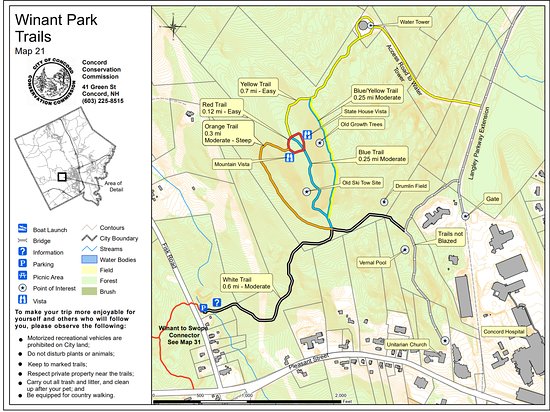 Winant Park
Trails
Map 21
CITY OF CONCORD
CONSERVATION COMMISSION
Concord
Conservation
Commission
41 Green St
Concord, NH
(603) 225-8515
Area of
Detail
Boat Launch
Bridge
Information
Parking
Picnic Area
Point of Interest
Vista
Contours
City Boundary
Streams
Water Bodies
Field
Forest
Brush
To make your trip more enjoyable for
yourself and others who will follow
you, please observe the following:
Motorized recreational vehicles are
prohibited on City land;
Do not disturb plants or animals;
Keep to marked trails;
Respect private property near the trails;
Carry out all trash and litter, and clean
up after your pet; and
Be equipped for country walking.
Water Tower
Access Road to Water
Tower
Yellow Trail
0.7 mi - Easy
Blue/Yellow Trail
0.25 mi Moderate
Red Trail
0.12 mi - Easy
State House Vista
Old Growth Trees
Orange Trail
0.3 mi
Moderate - Steep
Blue Trail
0.25 mi Moderate
Mountain Vista
Old Ski Tow Site
Drumlin Field
Langley Parkway Extension
Gate
Trails not
Blazed
Vernal Pool
Fisk Road
White Trail
0.6 mi - Moderate
Winant to Swope
Connector
See Map 31
Concord Hospital
Unitarian Church
Pleasant Street
0
1,000
2,000
Feet